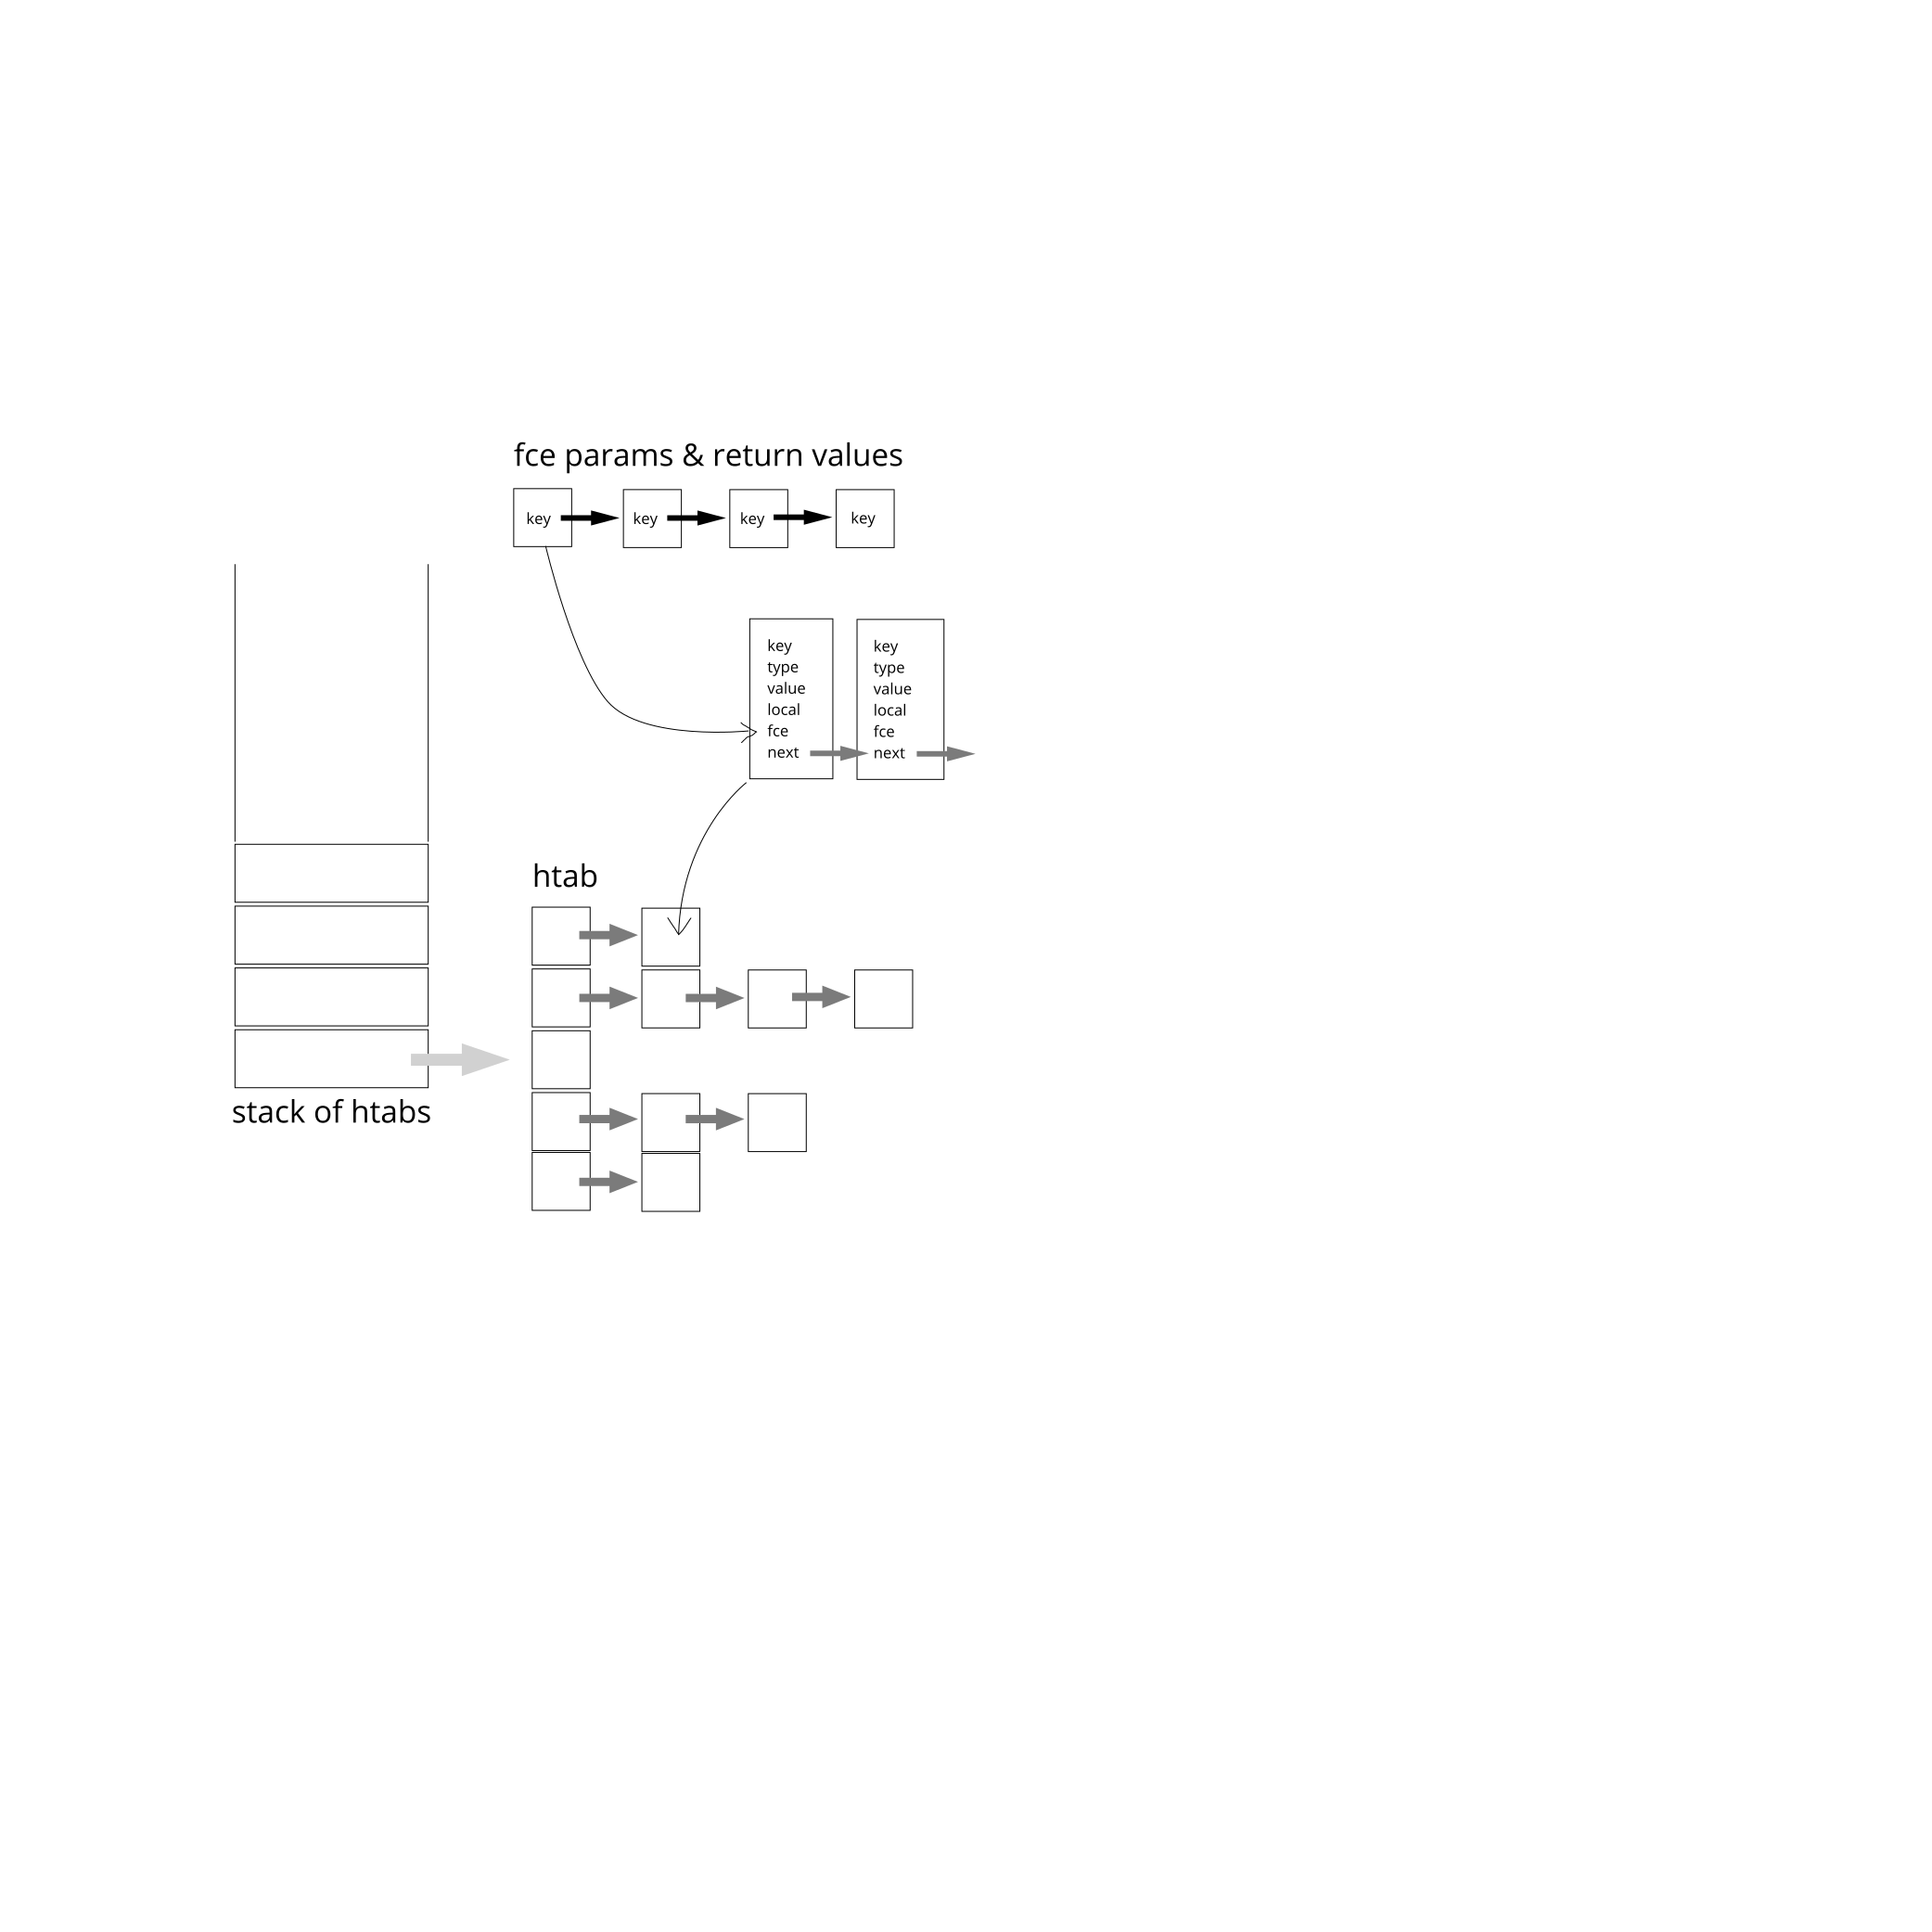 fce params & return values
key key key key
key
type
value
local
fce
next
key
type
value
local
fce
next
htab
stack of htabs